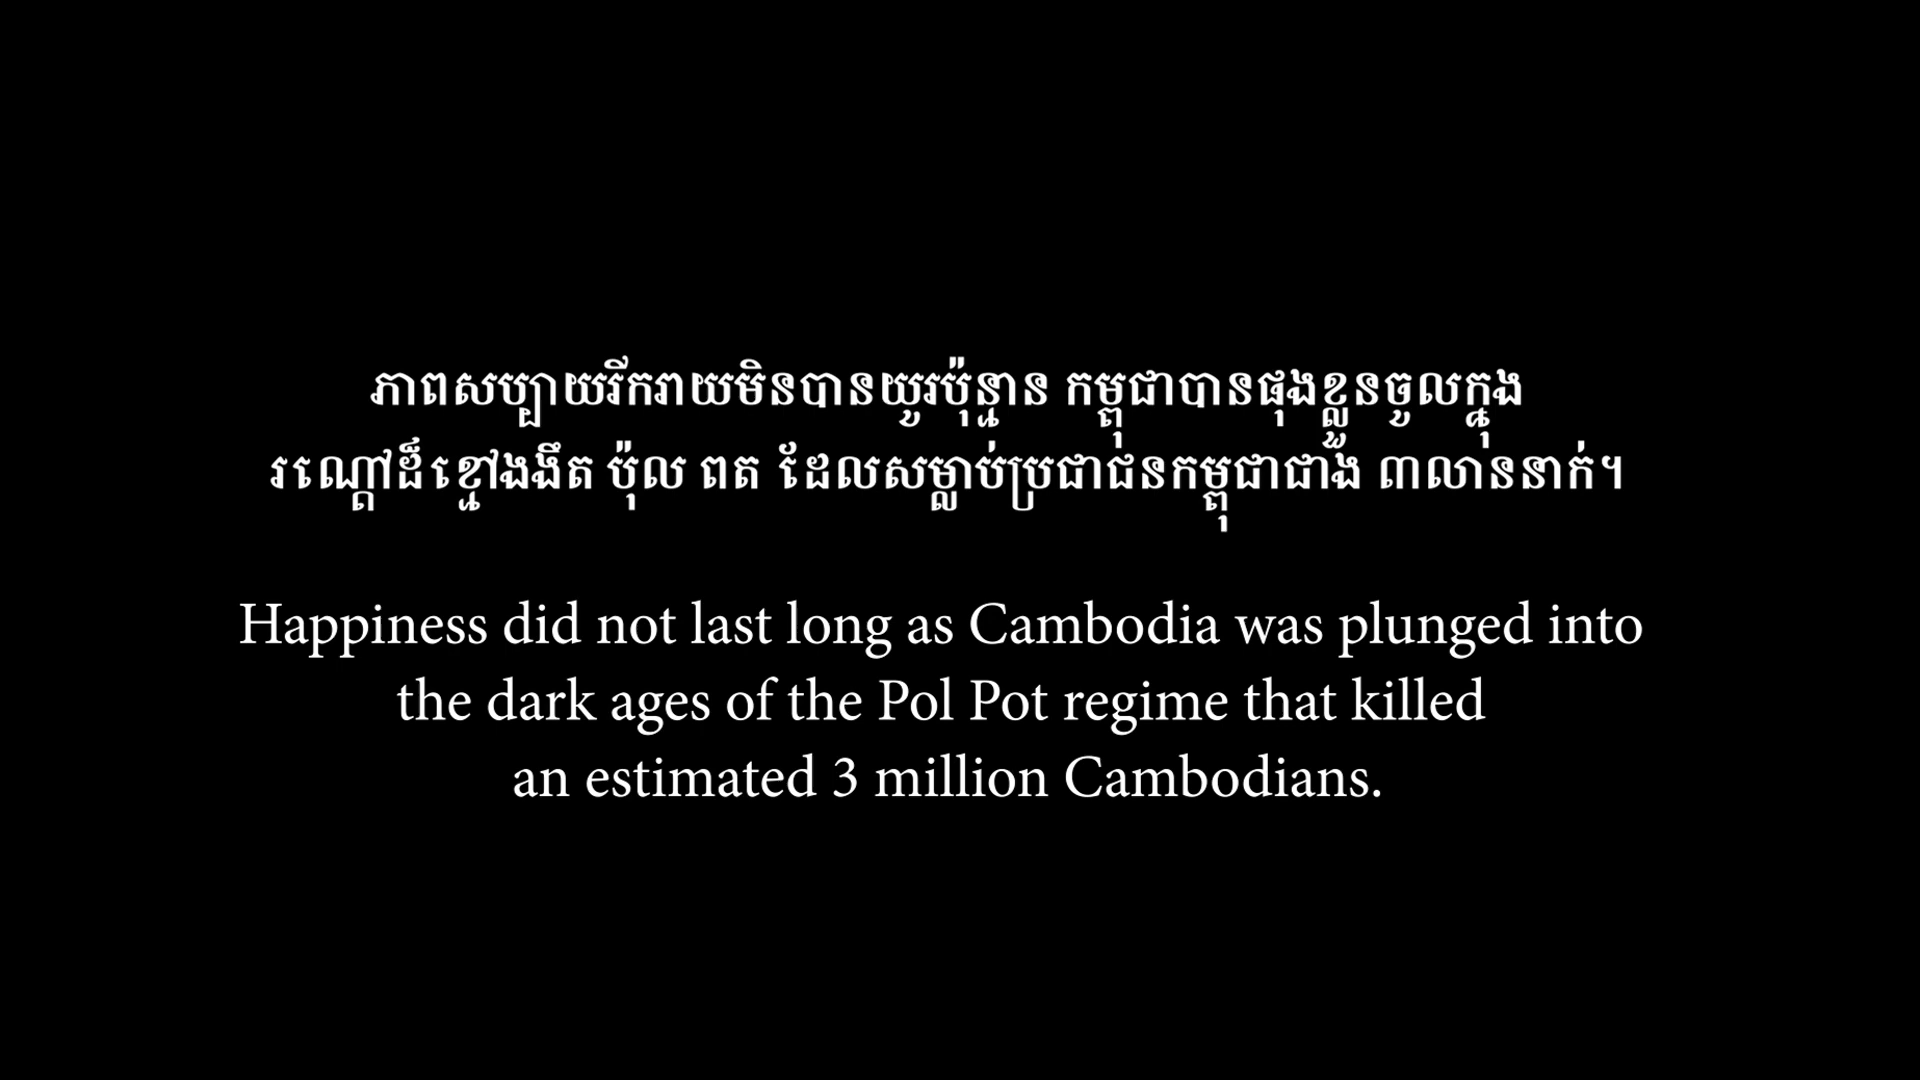 ភាពសប្បាយរីករាយមិនបានយូរប៉ុន្មាន កម្ពុជាបានផុងខ្លួនចូលក្នុង
រណ្តៅដ៏ខ្មៅងងឹត ប៉ុល ពត ដែលសម្លាប់ប្រជាជនកម្ពុជាជាង ៣លាននាក់។
Happiness did not last long as Cambodia was plunged into
the dark ages of the Pol Pot regime that killed
an estimated 3 million Cambodians.